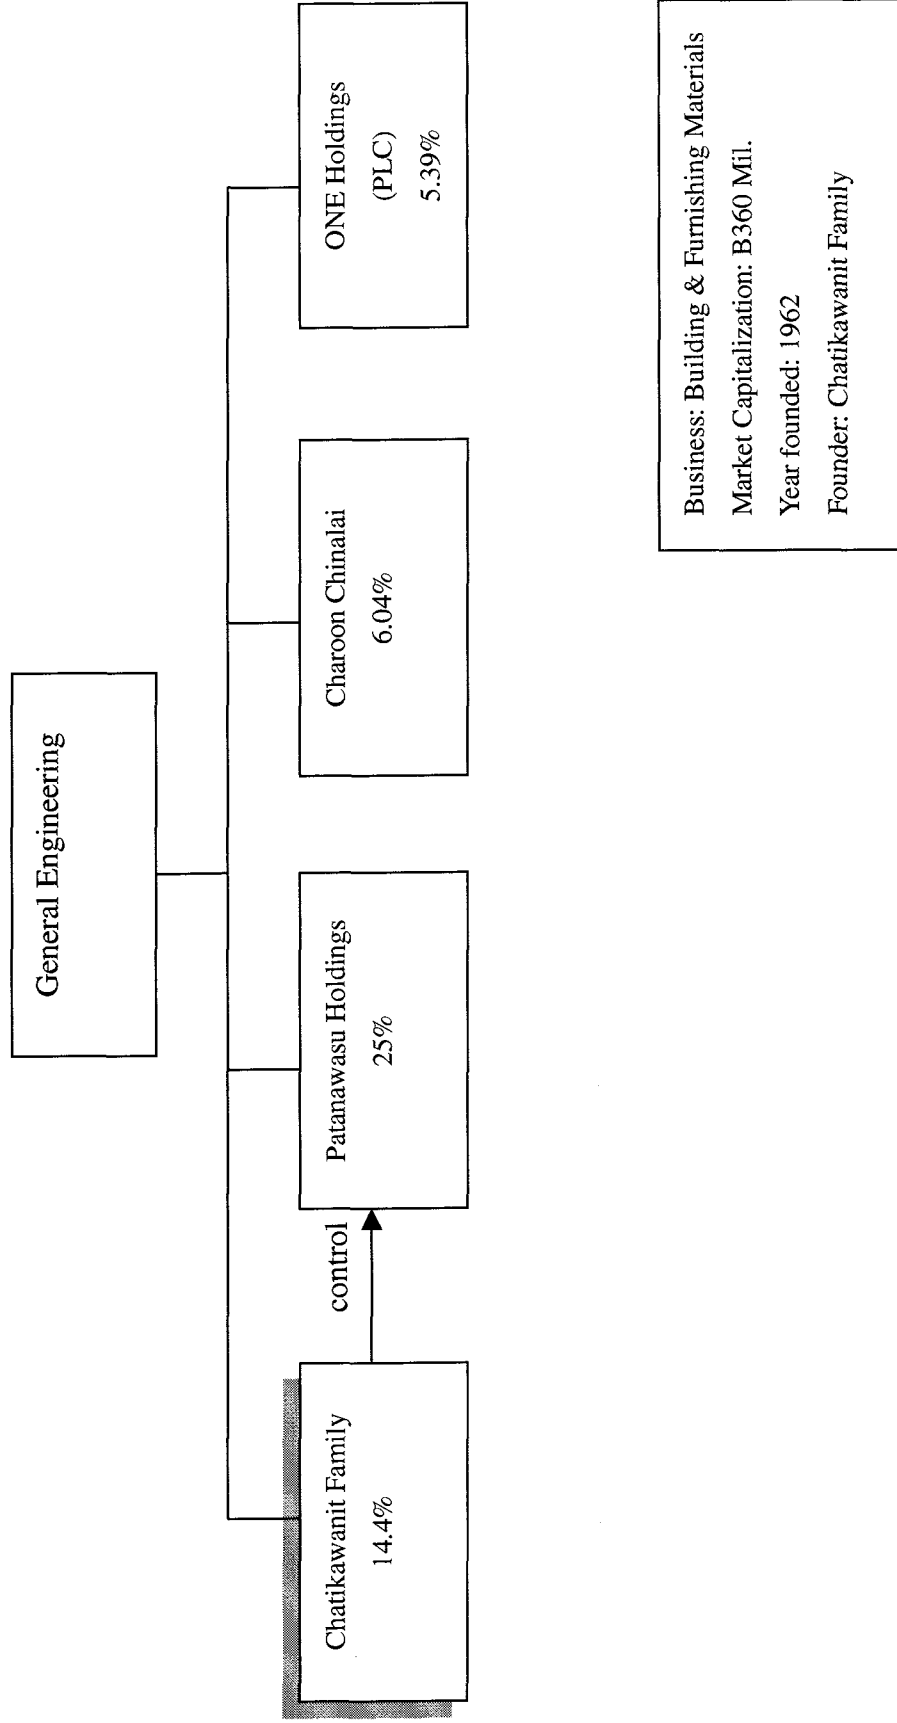 General Engineering
Chatikawanit Family
14.4%
control
Patanawasu Holdings
25%
Charoon Chinalai
6.04%
ONE Holdings
(PLC)
5.39%
Business: Building & Furnishing Materials
Market Capitalization: B360 Mil.
Year founded: 1962
Founder: Chatikawanit Family